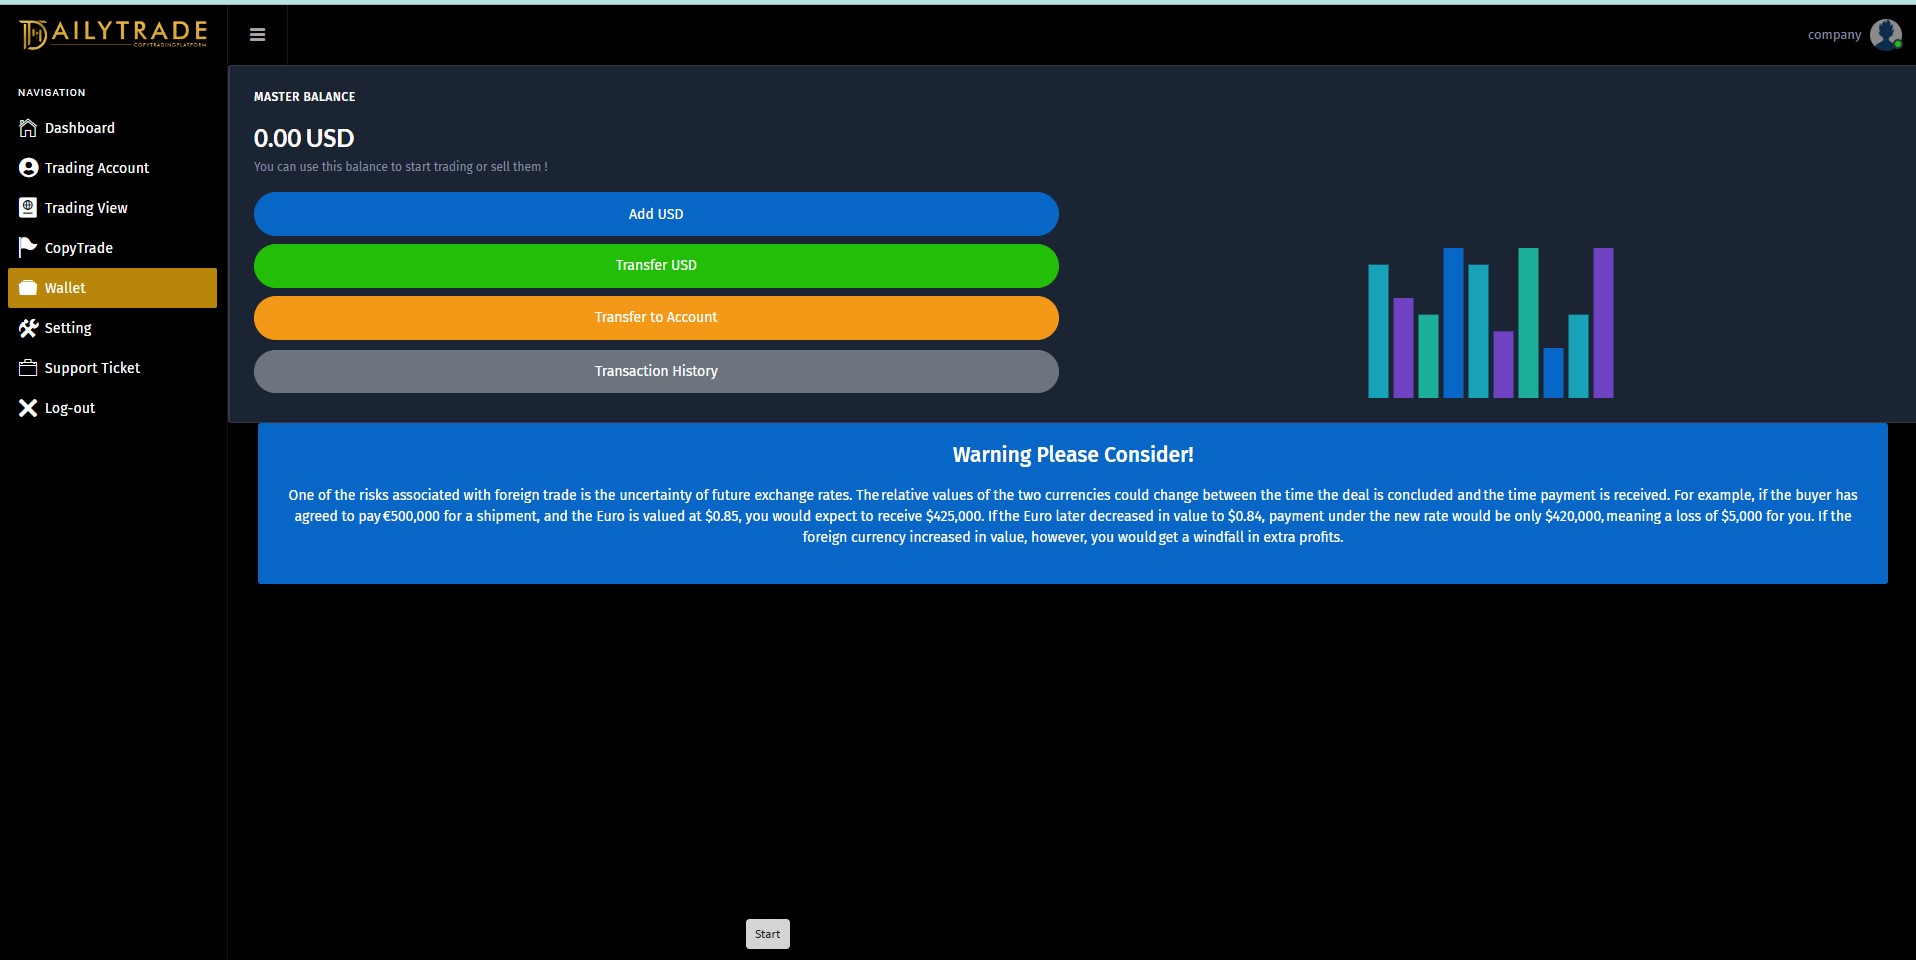 DAILYTRADE
COPYTRADINGPLATFORM
company
NAVIGATION
Dashboard
Trading Account
Trading View
CopyTrade
Wallet
Setting
Support Ticket
Log-out
MASTER BALANCE
0.00 USD
You can use this balance to start trading or sell them !
Add USD
Transfer USD
Transfer to Account
Transaction History
Warning Please Consider!
One of the risks associated with foreign trade is the uncertainty of future exchange rates. The relative values of the two currencies could change between the time the deal is concluded and the time payment is received. For example, if the buyer has
agreed to pay €500,000 for a shipment, and the Euro is valued at $0.85, you would expect to receive $425,000. If the Euro later decreased in value to $0.84, payment under the new rate would be only $420,000, meaning a loss of $5,000 for you. If the
foreign currency increased in value, however, you would get a windfall in extra profits.
Start